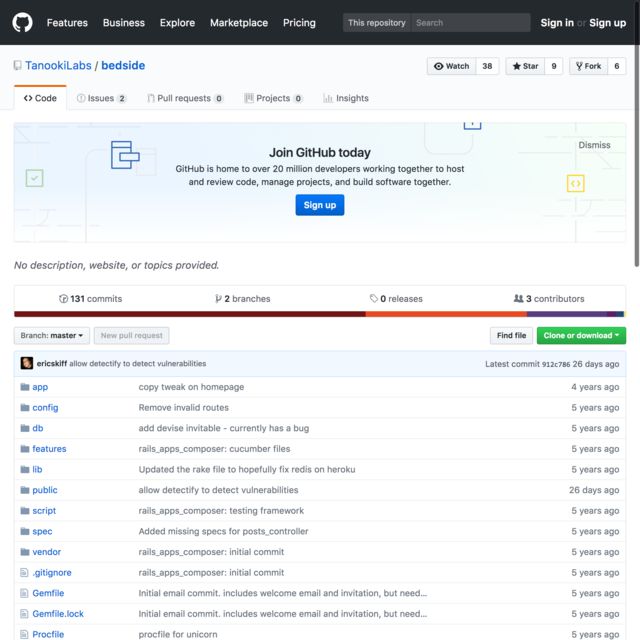 Features Business Explore Marketplace Pricing This repository Search Sign in or Sign up
TanookiLabs / bedside Watch 38 Star 9 Fork 6
Code Issues 2 Pull requests 0 Projects 0 Insights
Join GitHub today
Dismiss
GitHub is home to over 20 million developers working together to host
and review code, manage projects, and build software together.
Sign up
No description, website, or topics provided.
131 commits 2 branches 0 releases 3 contributors
Branch: master New pull request Find file Clone or download
ericskiff allow detectify to detect vulnerabilities Latest commit 912c786 26 days ago
app copy tweak on homepage 4 years ago
config Remove invalid routes 5 years ago
db add devise invitable - currently has a bug 5 years ago
features rails_apps_composer: cucumber files 5 years ago
lib Updated the rake file to hopefully fix redis on heroku 5 years ago
public allow detectify to detect vulnerabilities 26 days ago
script rails_apps_composer: testing framework 5 years ago
spec Added missing specs for posts_controller 5 years ago
vendor rails_apps_composer: initial commit 5 years ago
.gitignore rails_apps_composer: initial commit 5 years ago
Gemfile Initial email commit. includes welcome email and invitation, but need… 5 years ago
Gemfile.lock Initial email commit. includes welcome email and invitation, but need… 5 years ago
Procfile procfile for unicorn 5 years ago